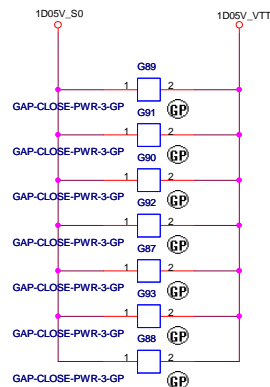 1D05V_S0 1D05V_VTT
G89
1 2
GAP-CLOSE-PWR-3-GP GP
G91
1 2
GAP-CLOSE-PWR-3-GP GP
G90
1 2
GAP-CLOSE-PWR-3-GP GP
G92
1 2
GAP-CLOSE-PWR-3-GP GP
G87
1 2
GAP-CLOSE-PWR-3-GP GP
G93
1 2
GAP-CLOSE-PWR-3-GP GP
G88
1 2
GAP-CLOSE-PWR-3-GP GP